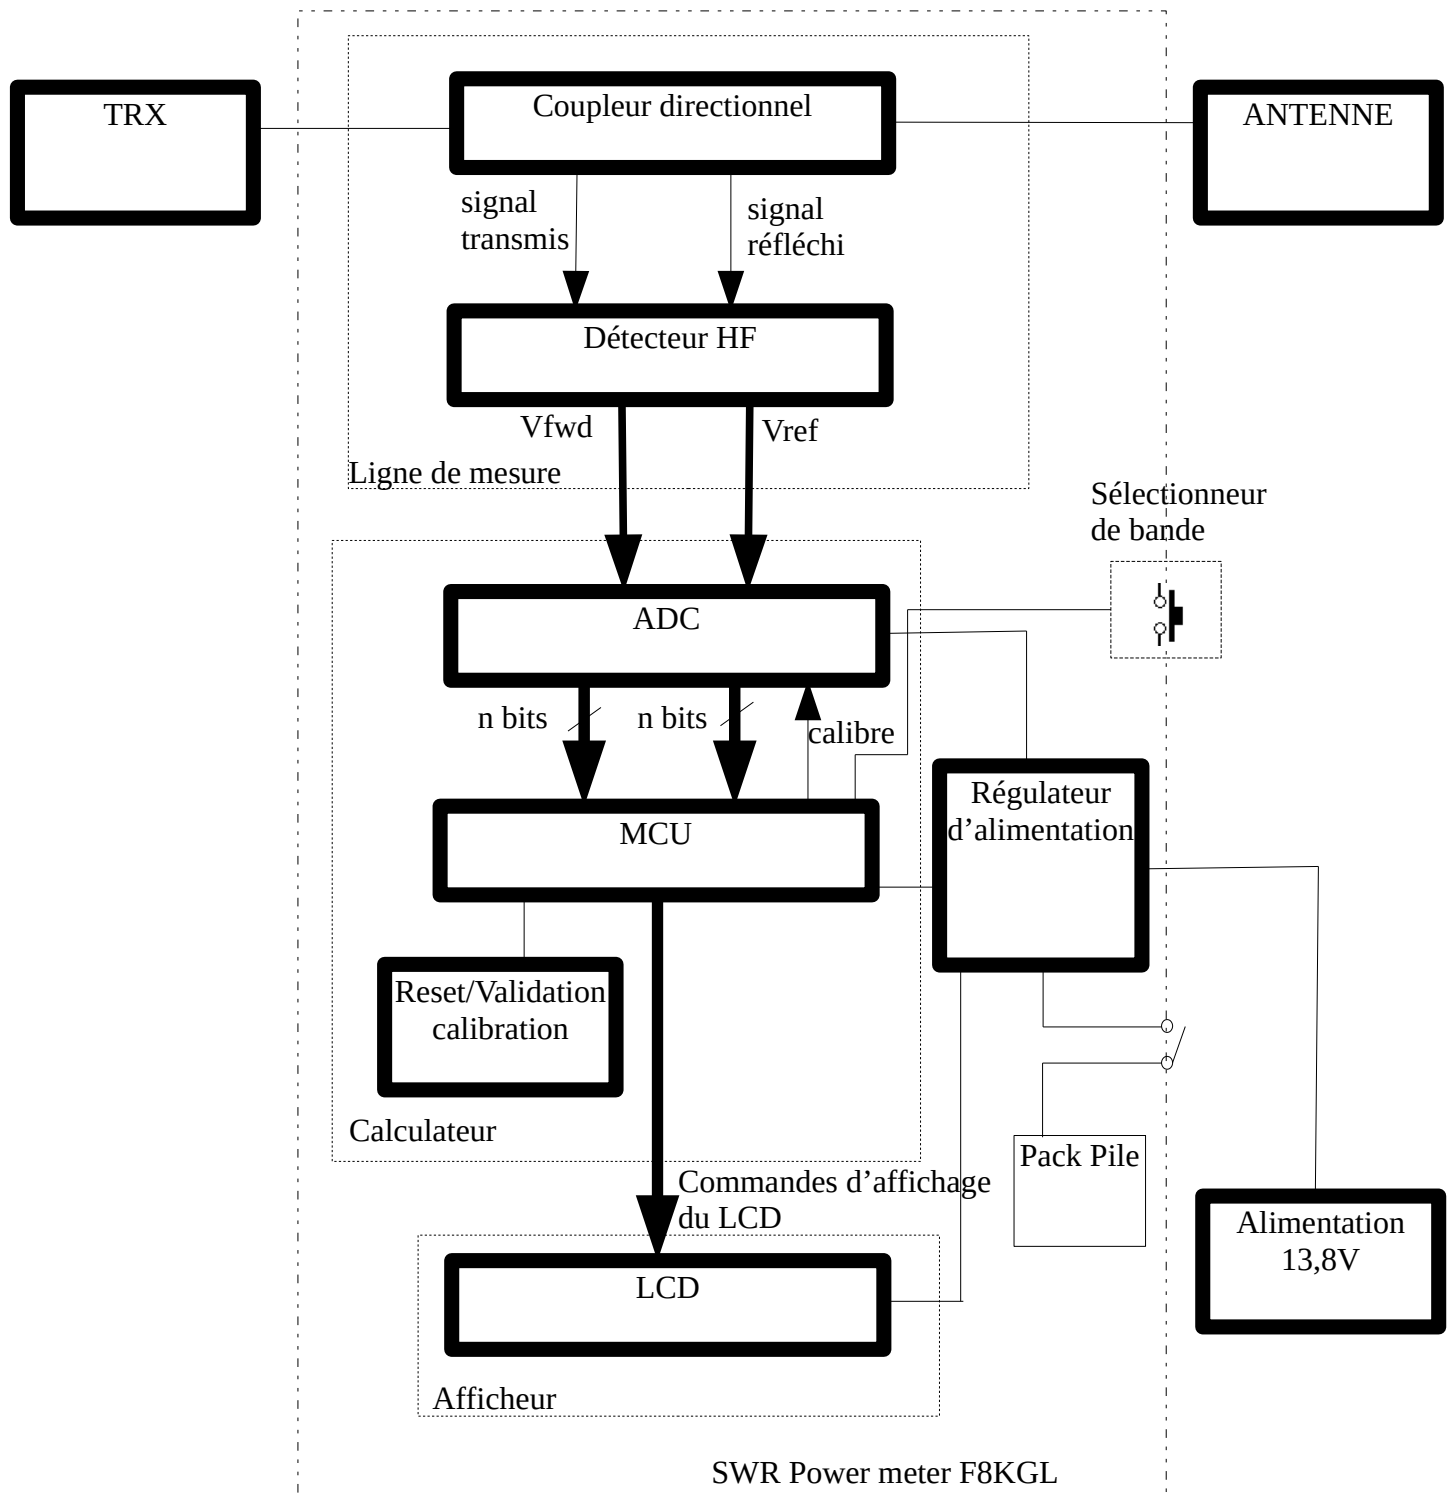 TRX
Coupleur directionnel
ANTENNE
signal
transmis
signal
réfléchi
Détecteur HF
Vfwd
Vref
Ligne de mesure
Sélectionneur
de bande
ADC
n bits
n bits
calibre
MCU
Régulateur
d’alimentation
Reset/Validation
calibration
Calculateur
Pack Pile
Commandes d’affichage
du LCD
Alimentation
13,8V
LCD
Afficheur
SWR Power meter F8KGL